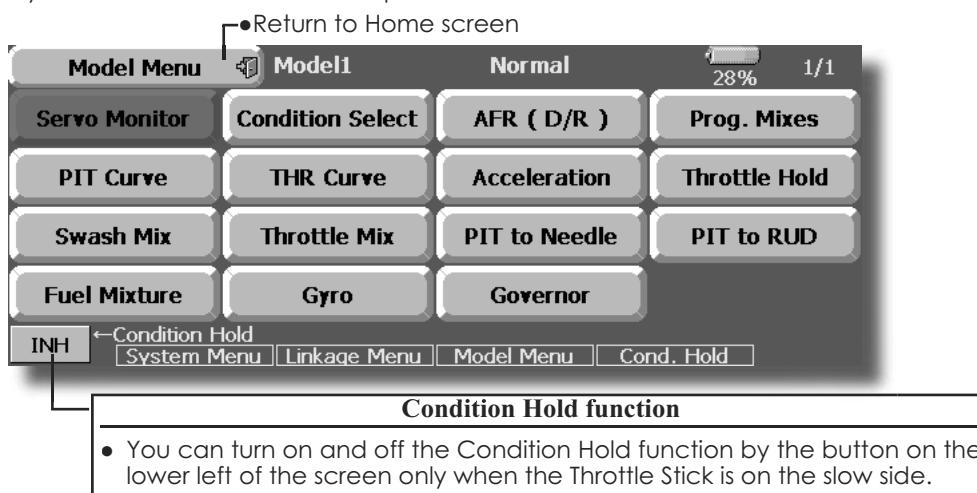 ●Return to Home screen
Model Menu Model1 Normal 28% 1/1
Servo Monitor Condition Select AFR ( D/R ) Prog. Mixes
PIT Curve THR Curve Acceleration Throttle Hold
Swash Mix Throttle Mix PIT to Needle PIT to RUD
Fuel Mixture Gyro Governor
INH ←Condition Hold
System Menu Linkage Menu Model Menu Cond. Hold
Condition Hold function
● You can turn on and off the Condition Hold function by the button on the
lower left of the screen only when the Throttle Stick is on the slow side.